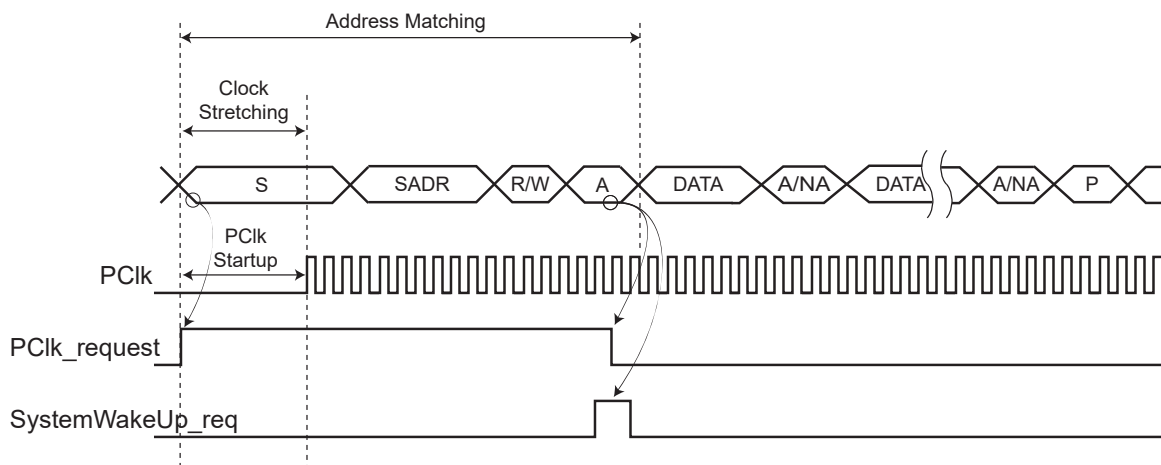 Address Matching
Clock
Stretching
S
SADR
R/W
A
DATA
A/NA
DATA
A/NA
P
PClk
Startup
PClk
PClk_request
SystemWakeUp_req